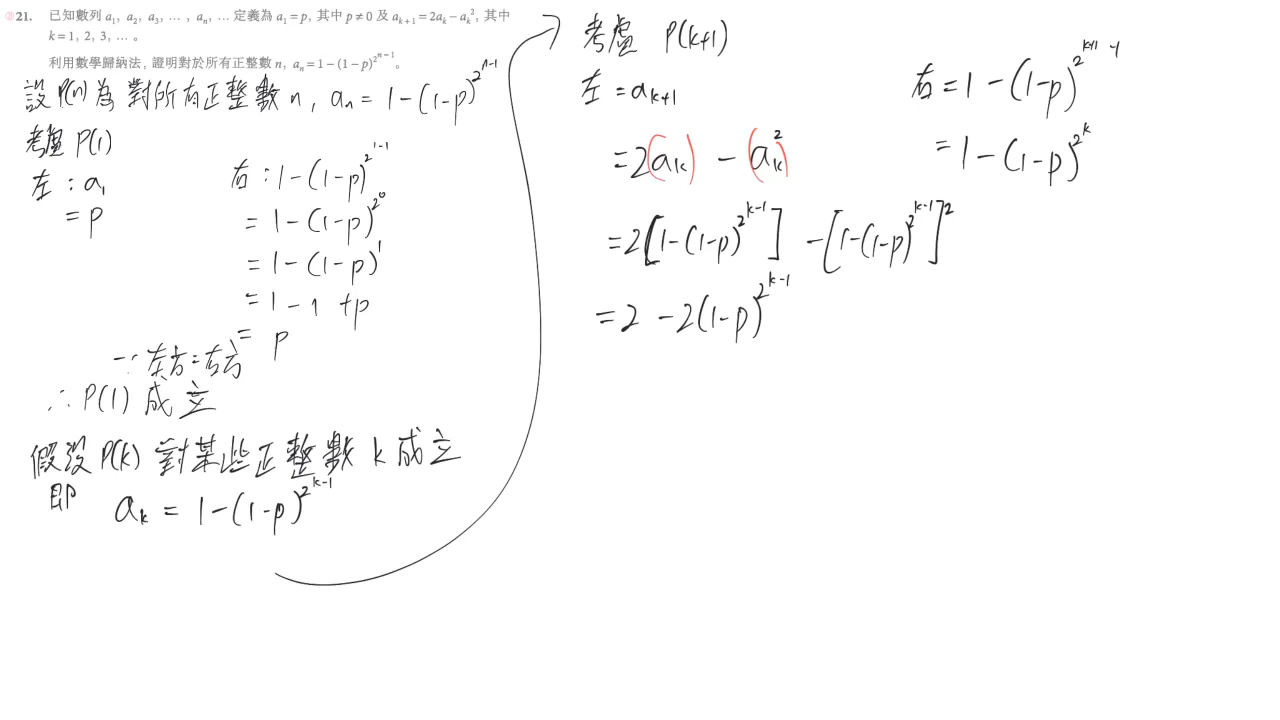 21. 已知數列 a₁, a₂, a₃, … , aₙ, … 定義為 a₁ = p, 其中 p ≠ 0 及 aₖ₊₁ = 2aₖ − aₖ², 其中
k = 1, 2, 3, … 。
利用數學歸納法, 證明對於所有正整數 n, aₙ = 1 − (1 − p)^{2^{n−1}}。
設 P(n) 為 對所有正整數 n, aₙ = 1 − (1−p)^{2^{n−1}}
考慮 P(1)
左 : a₁
= p
右 : 1 − (1−p)^{2^{1−1}}
= 1 − (1−p)^{2^0}
= 1 − (1−p)^1
= 1 − 1 + p
= p
∵ 左方 = 右方
∴ P(1) 成立
假設 P(k) 對某些正整數 k 成立
即 aₖ = 1 − (1−p)^{2^{k−1}}
考慮 P(k+1)
左 = aₖ₊₁
= 2(aₖ) − (aₖ)²
= 2[1 − (1−p)^{2^{k−1}}] − [1 − (1−p)^{2^{k−1}}]²
= 2 − 2(1−p)^{2^{k−1}}
右 = 1 − (1−p)^{2^{k+1−1}}
= 1 − (1−p)^{2^k}